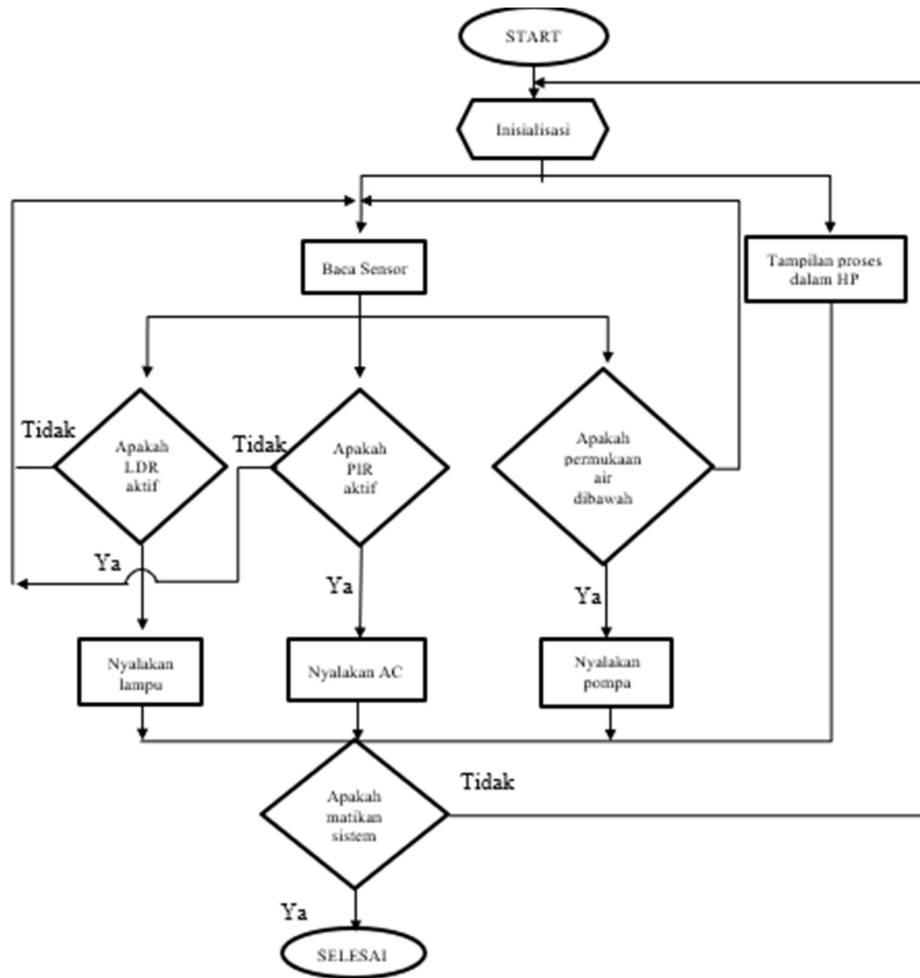 START
Inisialisasi
Baca Sensor
Tampilan proses
dalam HP
Tidak
Apakah
LDR
aktif
Tidak
Apakah
PIR
aktif
Apakah
permukaan
air
dibawah
Ya
Ya
Ya
Nyalakan
lampu
Nyalakan AC
Nyalakan
pompa
Apakah
matikan
sistem
Tidak
Ya
SELESAI